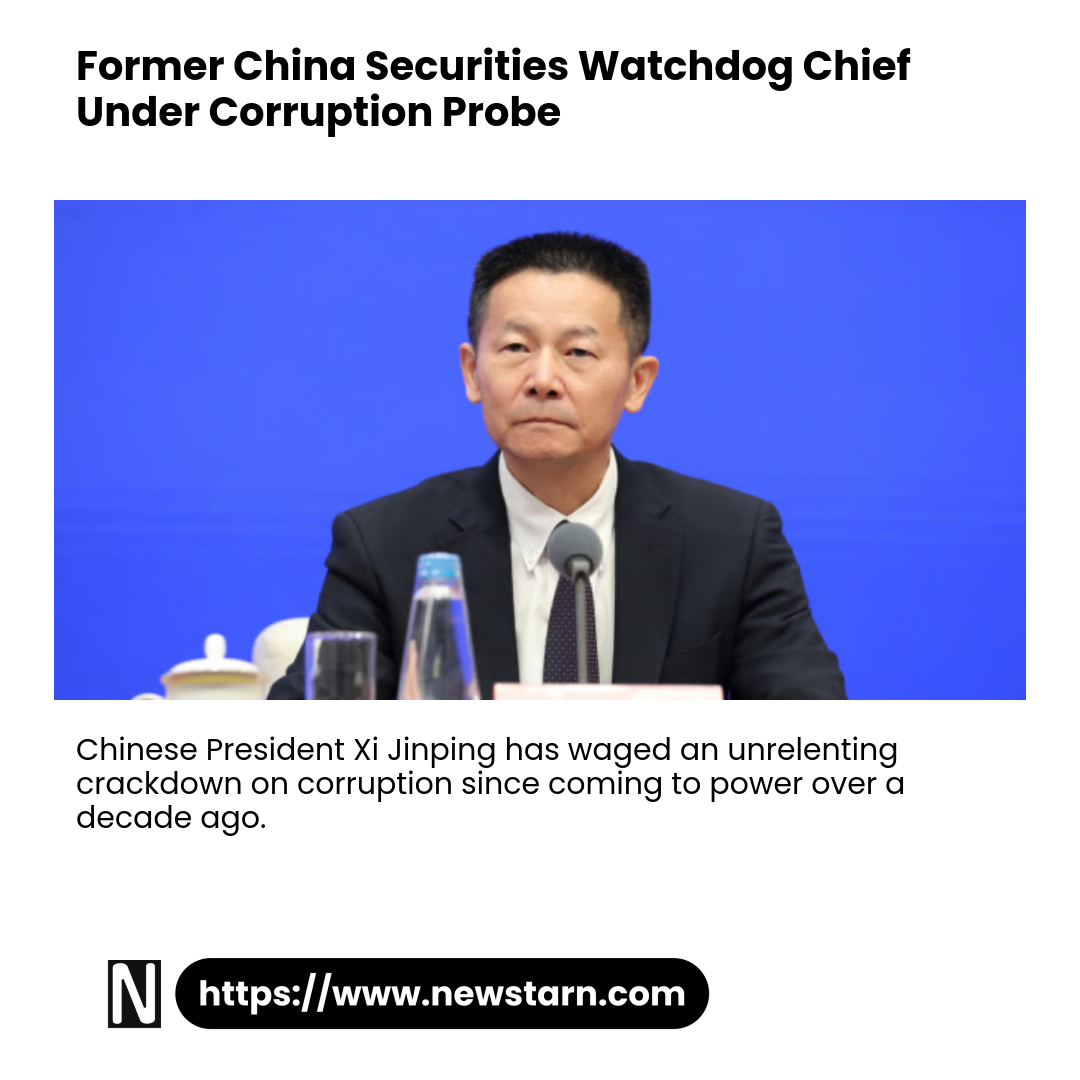 Former China Securities Watchdog Chief
Under Corruption Probe
Chinese President Xi Jinping has waged an unrelenting
crackdown on corruption since coming to power over a
decade ago.
N
https://www.newstarn.com